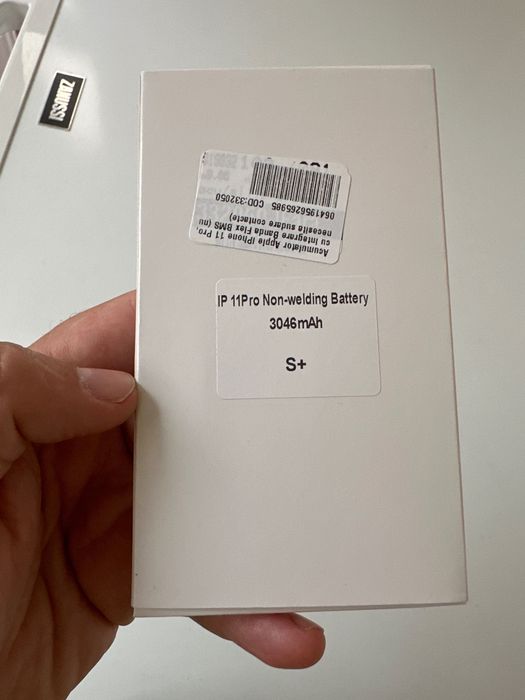 ZANUSSI
Acumulator Apple iPhone 11 Pro,
cu Integrare Banda Flex BMS (nu
necesita sudare contacte)
0641956265985 COD:332050
IP 11Pro Non-welding Battery
3046mAh
S+